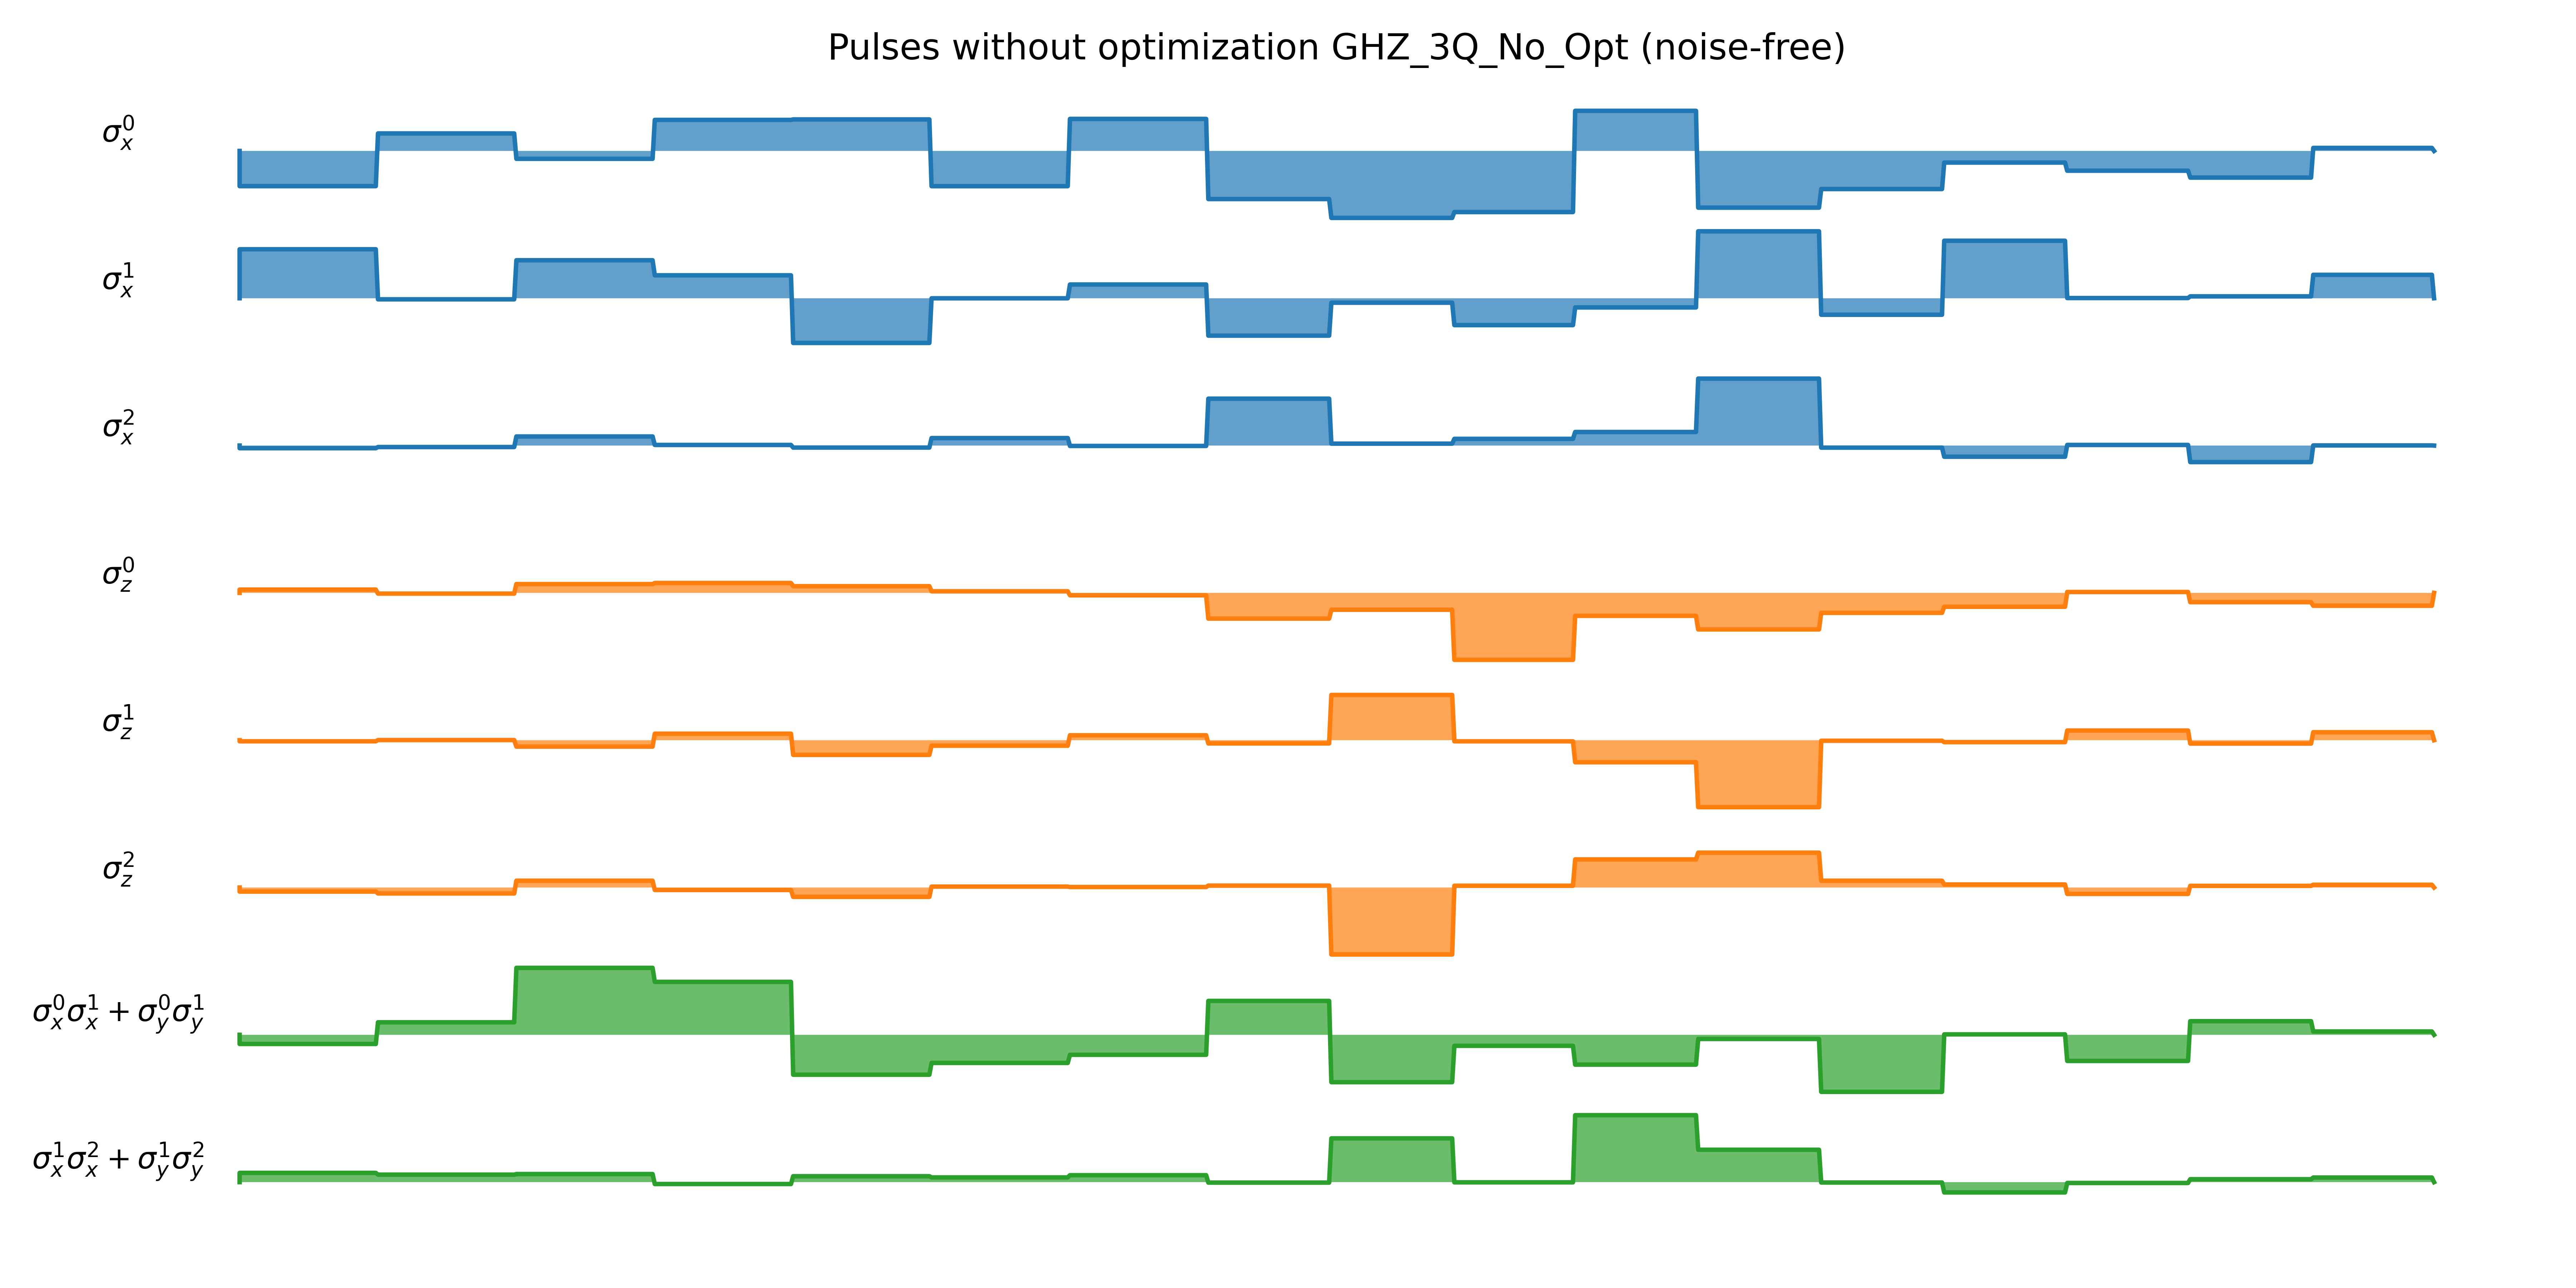 Pulses without optimization GHZ_3Q_No_Opt (noise-free)
σ_x^0
σ_x^1
σ_x^2
σ_z^0
σ_z^1
σ_z^2
σ_x^0σ_x^1 + σ_y^0σ_y^1
σ_x^1σ_x^2 + σ_y^1σ_y^2